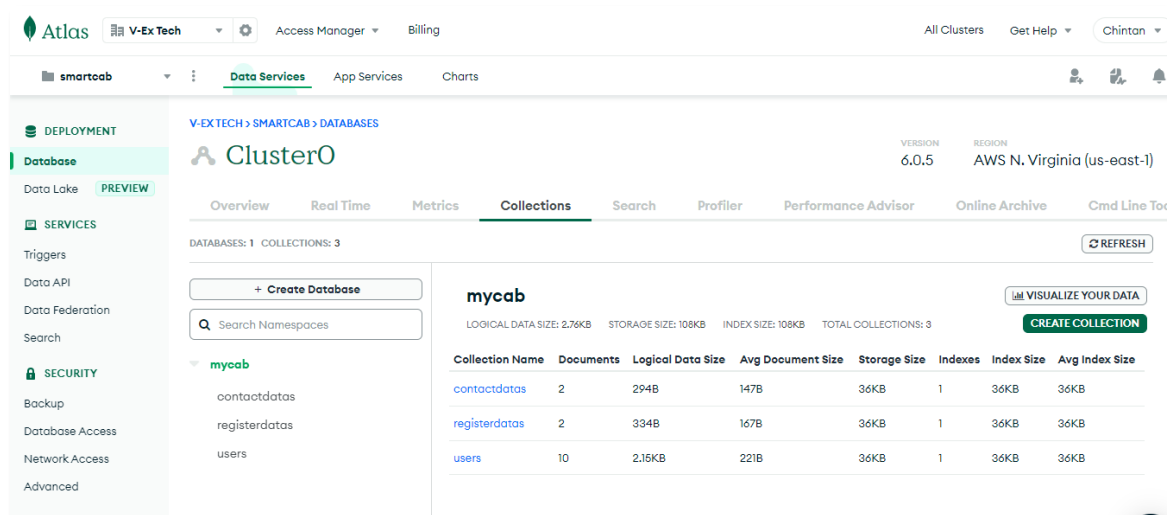 Atlas V-Ex Tech Access Manager Billing All Clusters Get Help Chintan
smartcab Data Services App Services Charts
DEPLOYMENT
Database
Data Lake PREVIEW
SERVICES
Triggers
Data API
Data Federation
Search
SECURITY
Backup
Database Access
Network Access
Advanced
V-EX TECH > SMARTCAB > DATABASES
Cluster0
VERSION
6.0.5
REGION
AWS N. Virginia (us-east-1)
Overview Real Time Metrics Collections Search Profiler Performance Advisor Online Archive Cmd Line Too
DATABASES: 1 COLLECTIONS: 3
REFRESH
+ Create Database
Search Namespaces
mycab
contactdatas
registerdatas
users
mycab
VISUALIZE YOUR DATA
LOGICAL DATA SIZE: 2.76KB STORAGE SIZE: 108KB INDEX SIZE: 108KB TOTAL COLLECTIONS: 3
CREATE COLLECTION
Collection Name Documents Logical Data Size Avg Document Size Storage Size Indexes Index Size Avg Index Size
contactdatas 2 294B 147B 36KB 1 36KB 36KB
registerdatas 2 334B 167B 36KB 1 36KB 36KB
users 10 2.15KB 221B 36KB 1 36KB 36KB